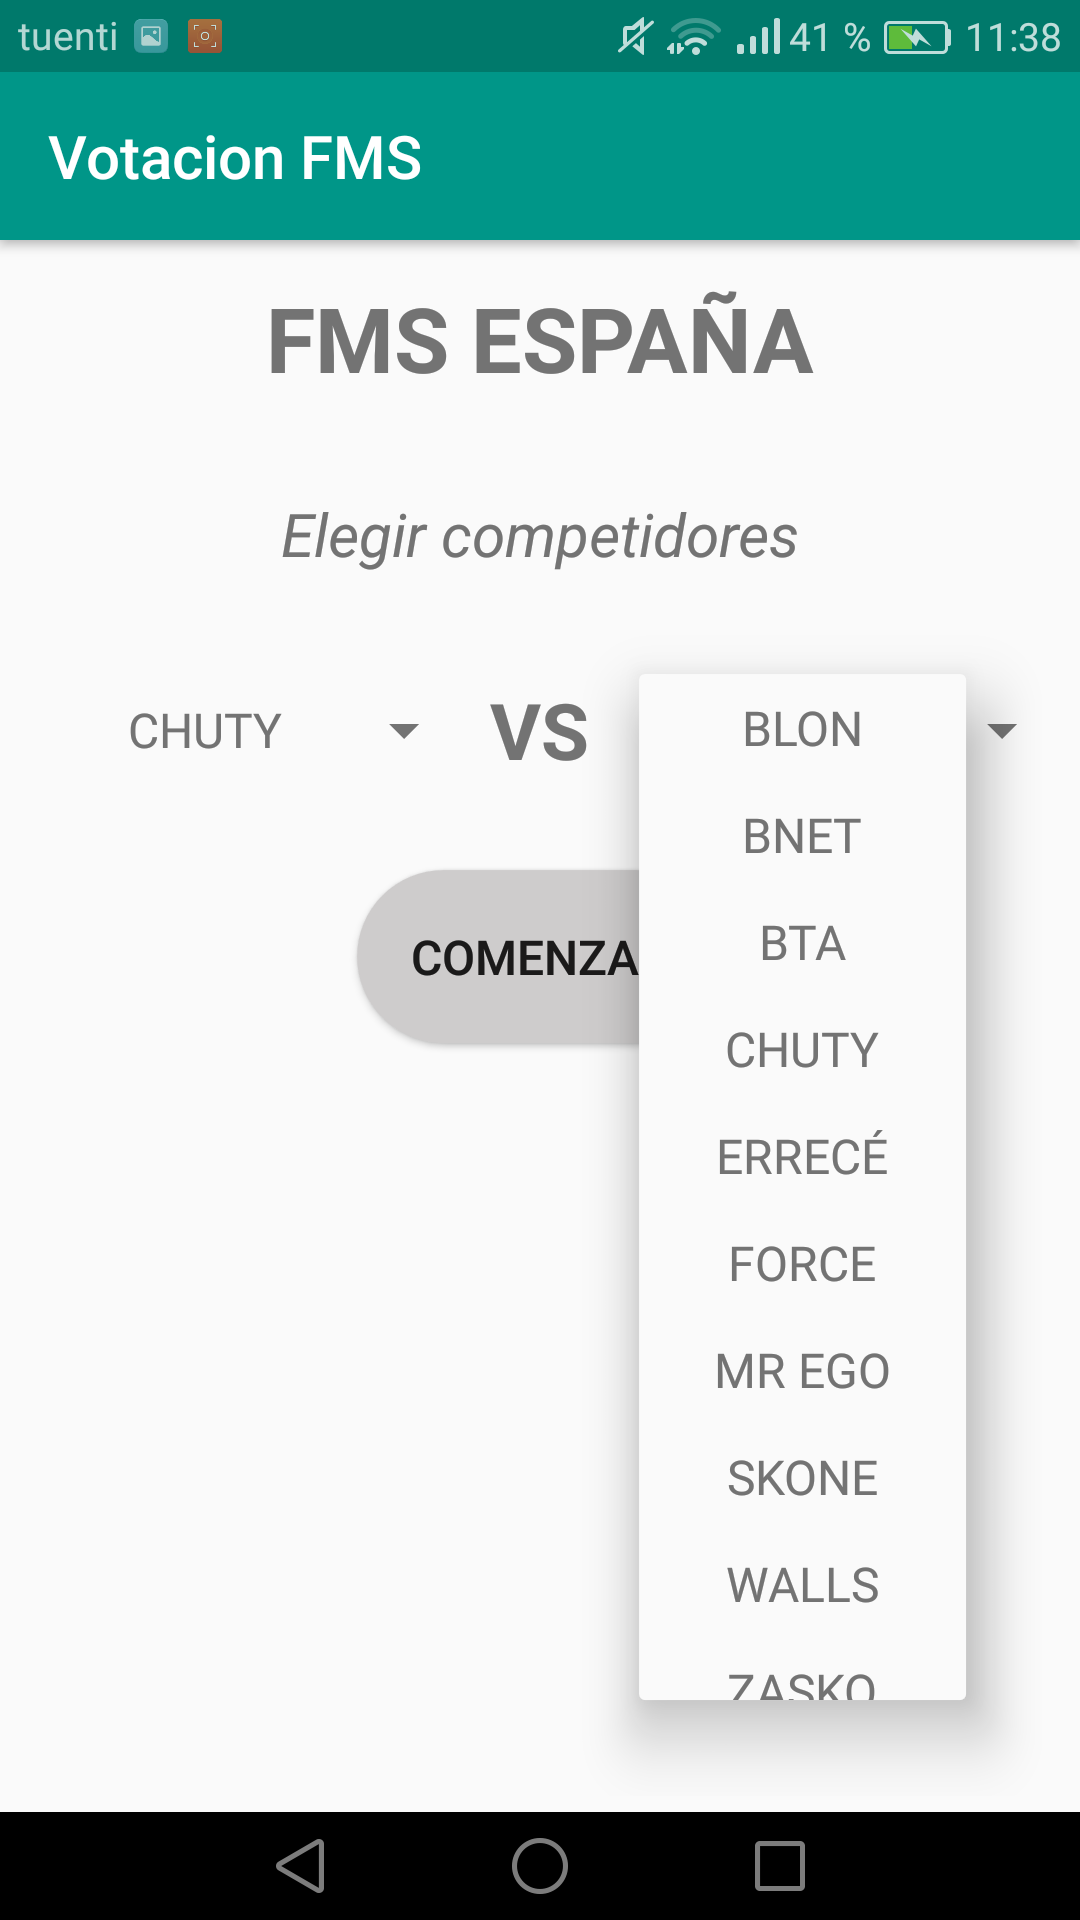 tuenti 41 % 11:38
Votacion FMS
FMS ESPAÑA
Elegir competidores
CHUTY VS
COMENZA
BLON
BNET
BTA
CHUTY
ERRECÉ
FORCE
MR EGO
SKONE
WALLS
ZASKO